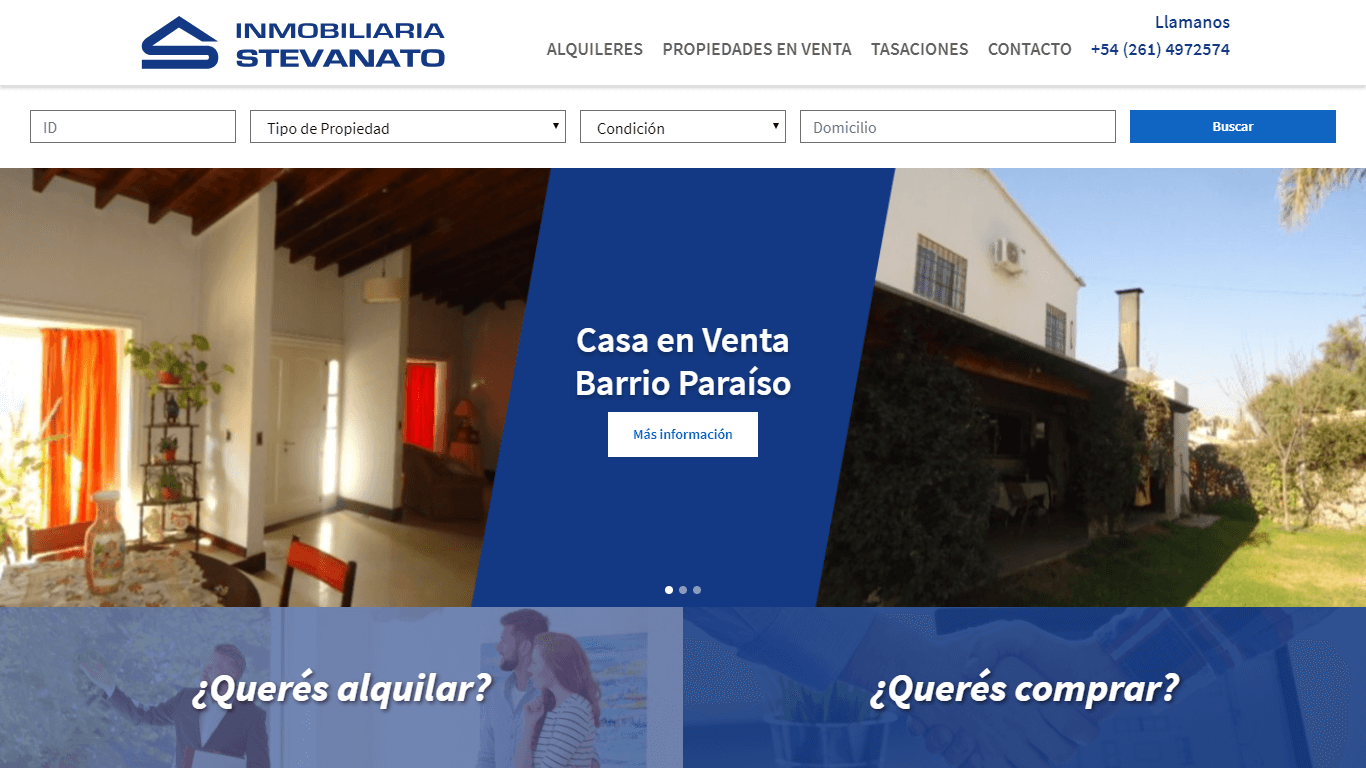 INMOBILIARIA
STEVANATO
ALQUILERES PROPIEDADES EN VENTA TASACIONES CONTACTO
Llamanos
+54 (261) 4972574
ID
Tipo de Propiedad
Condición
Domicilio
Buscar
Casa en Venta
Barrio Paraíso
Más información
¿Querés alquilar?
¿Querés comprar?